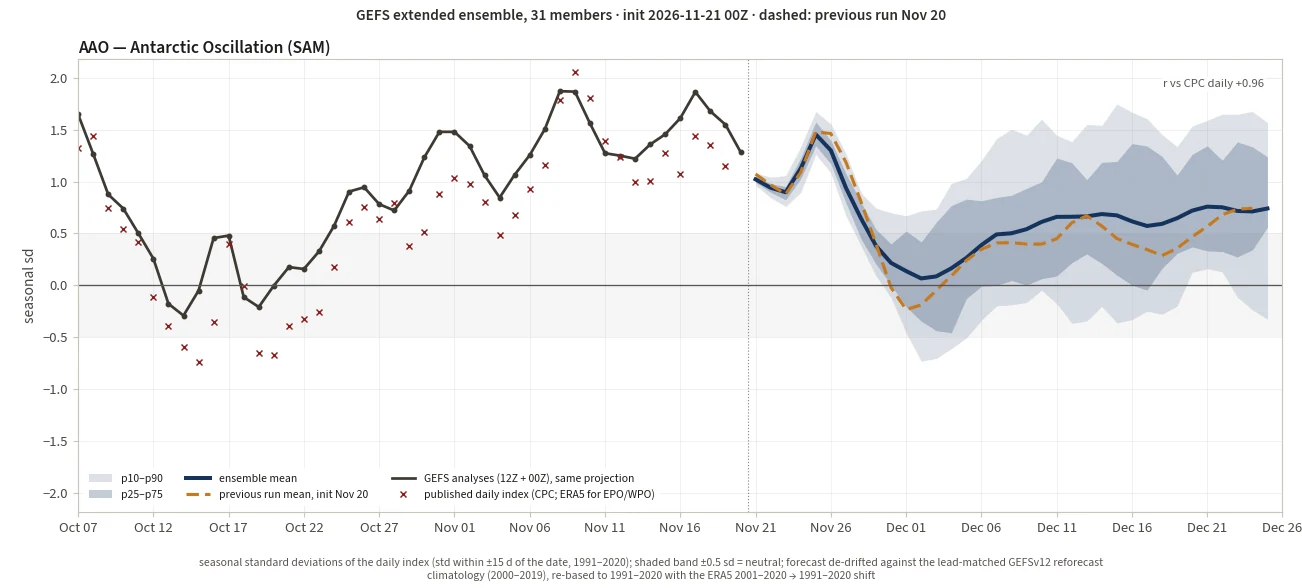 GEFS extended ensemble, 31 members · init 2026-11-21 00Z · dashed: previous run Nov 20
AAO — Antarctic Oscillation (SAM)
r vs CPC daily +0.96
seasonal sd
2.0
1.5
1.0
0.5
0.0
−0.5
−1.0
−1.5
−2.0
p10–p90
p25–p75
ensemble mean
previous run mean, init Nov 20
GEFS analyses (12Z + 00Z), same projection
published daily index (CPC; ERA5 for EPO/WPO)
Oct 07 Oct 12 Oct 17 Oct 22 Oct 27 Nov 01 Nov 06 Nov 11 Nov 16 Nov 21 Nov 26 Dec 01 Dec 06 Dec 11 Dec 16 Dec 21 Dec 26
seasonal standard deviations of the daily index (std within ±15 d of the date, 1991–2020); shaded band ±0.5 sd = neutral; forecast de-drifted against the lead-matched GEFSv12 reforecast
climatology (2000–2019), re-based to 1991–2020 with the ERA5 2001–2020 → 1991–2020 shift